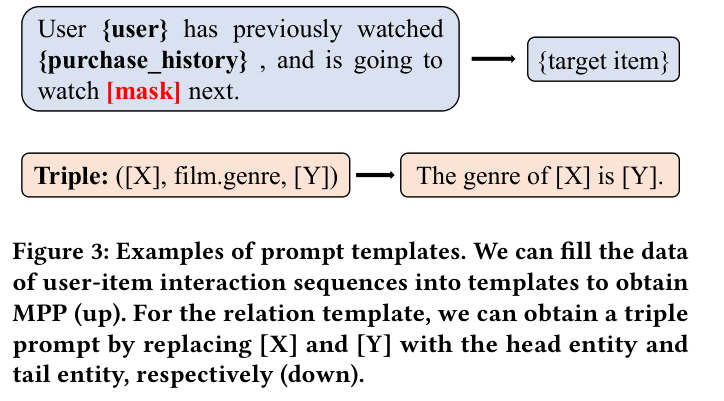 User {user} has previously watched
{purchase_history} , and is going to
watch [mask] next.
{target item}
Triple: ([X], film.genre, [Y])
The genre of [X] is [Y].
Figure 3: Examples of prompt templates. We can fill the data
of user-item interaction sequences into templates to obtain
MPP (up). For the relation template, we can obtain a triple
prompt by replacing [X] and [Y] with the head entity and
tail entity, respectively (down).